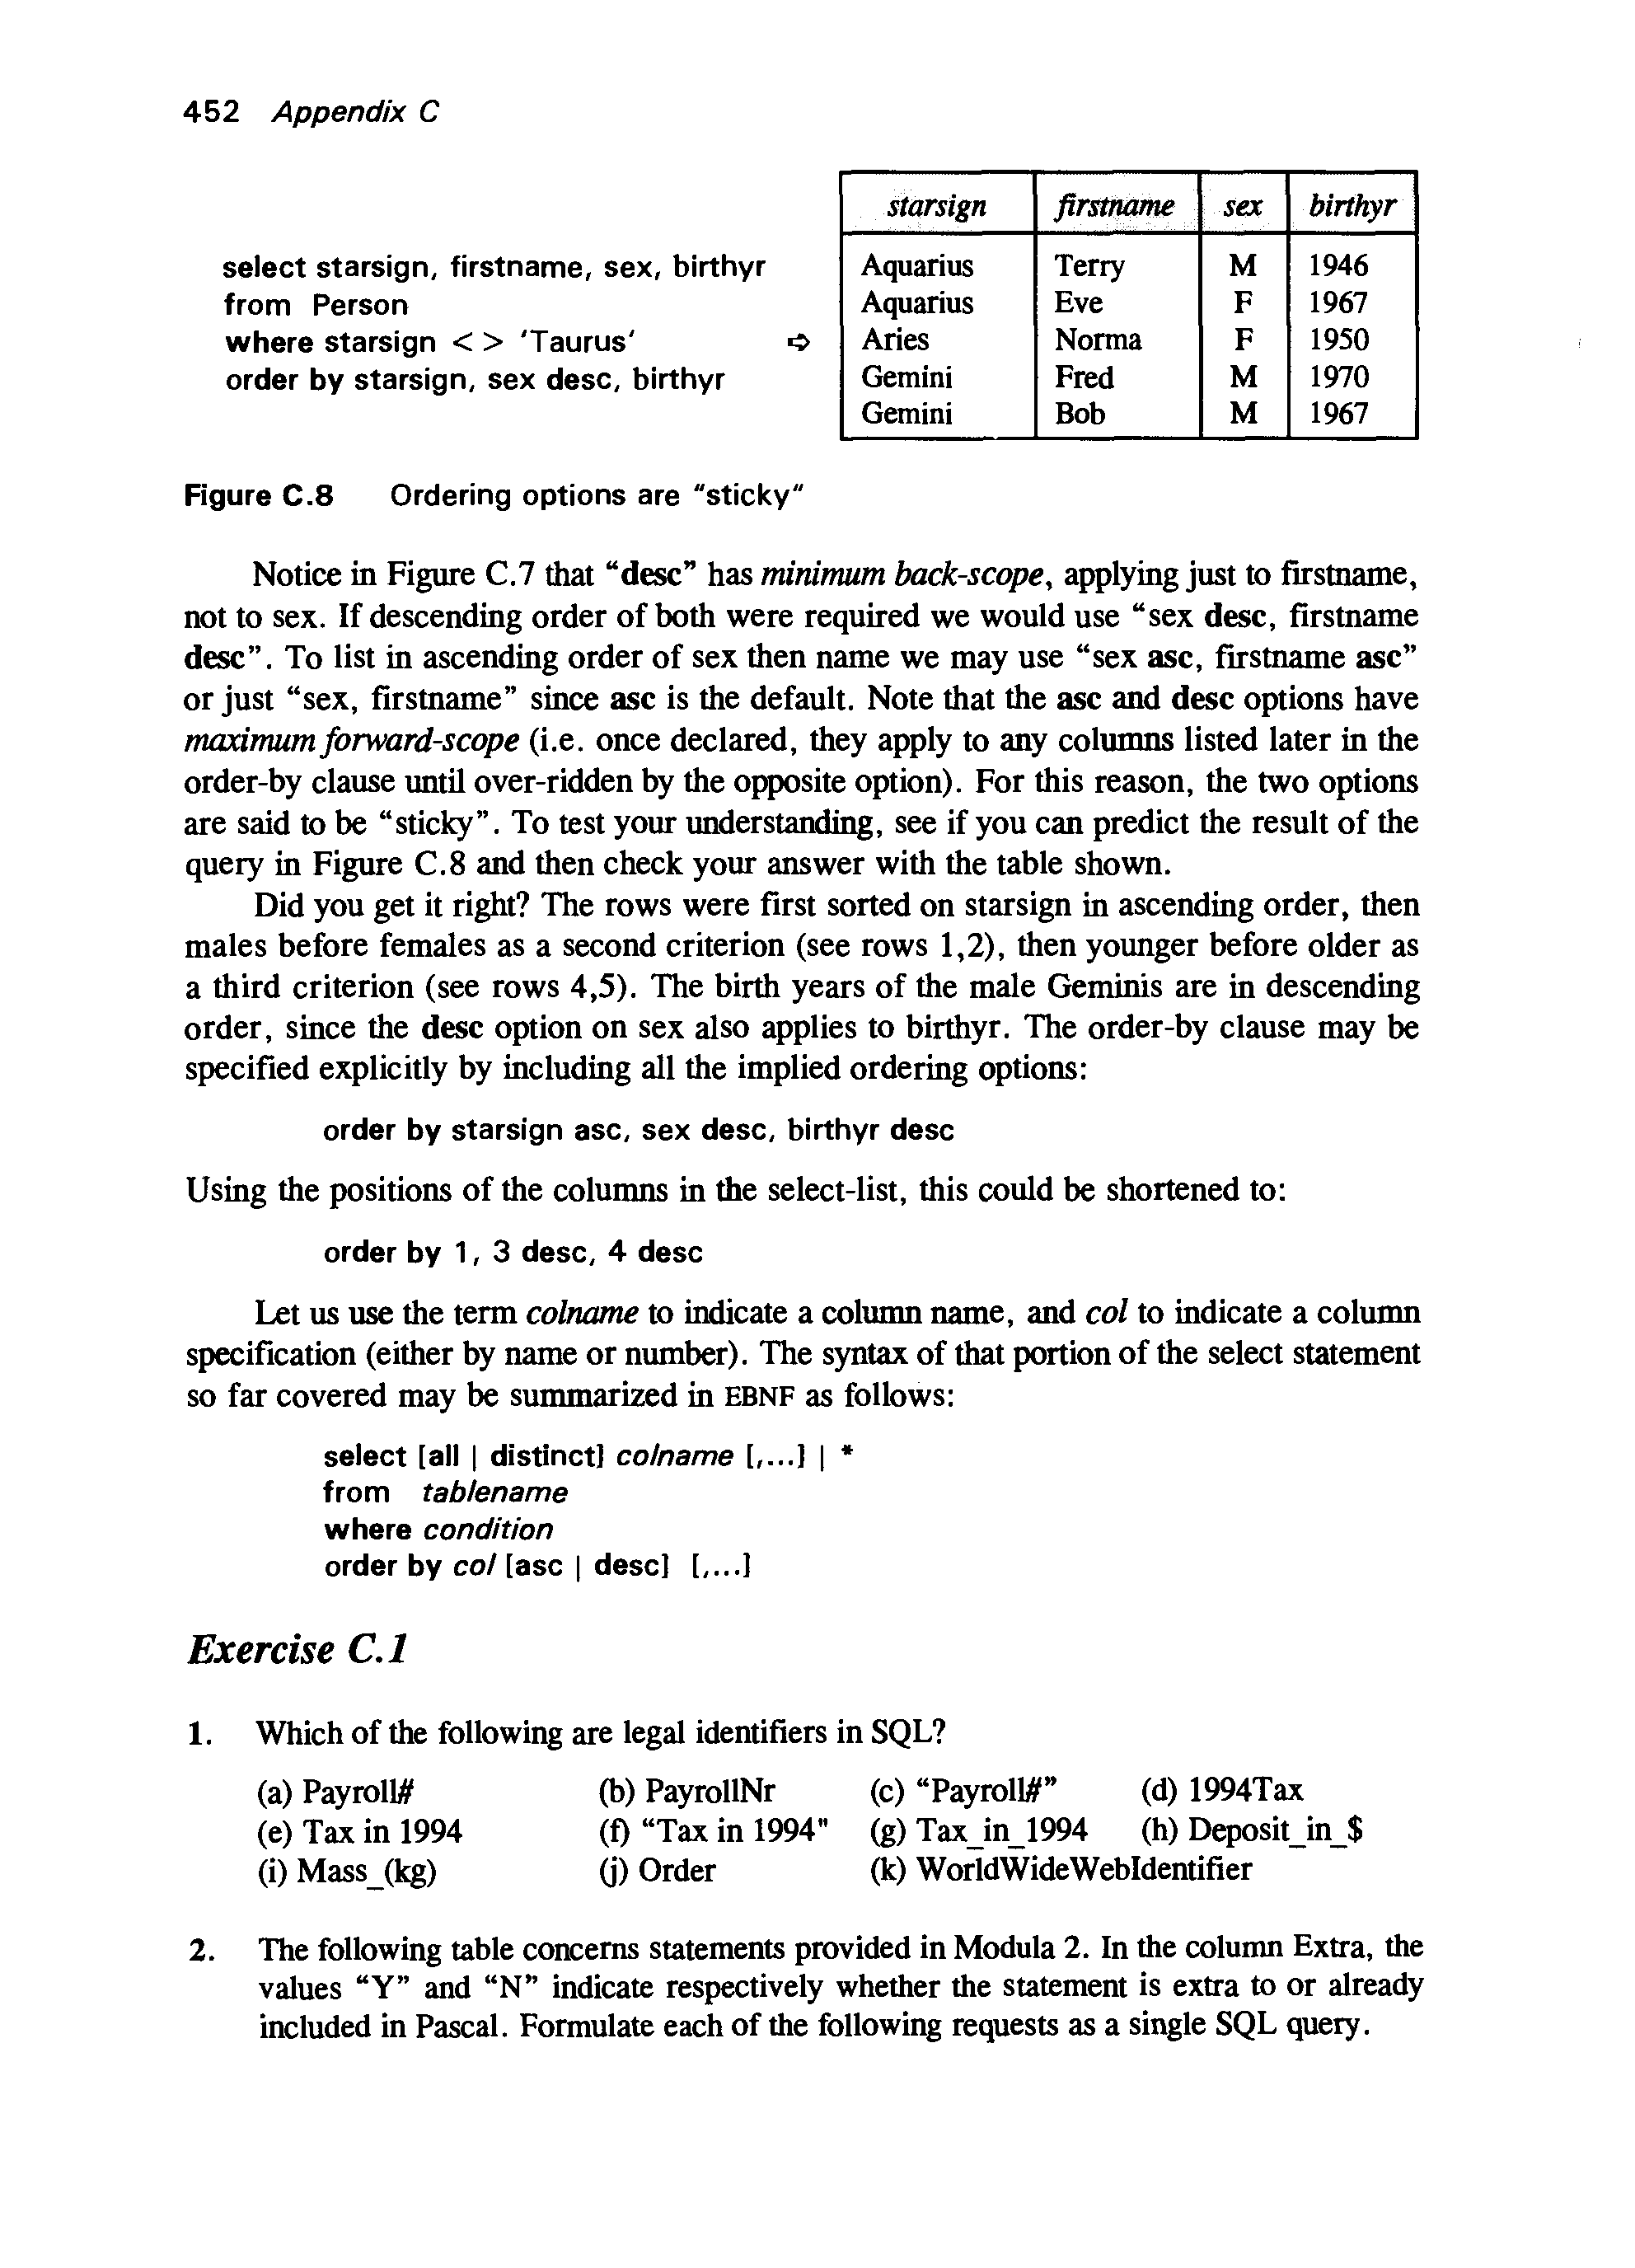 452 Appendix C
select starsign, firstname, sex, birthyr
from Person
where starsign < > 'Taurus' ➪
order by starsign, sex desc, birthyr
starsign firstname sex birthyr
Aquarius Terry M 1946
Aquarius Eve F 1967
Aries Norma F 1950
Gemini Fred M 1970
Gemini Bob M 1967
Figure C.8 Ordering options are "sticky"
Notice in Figure C.7 that “desc” has minimum back-scope, applying just to firstname,
not to sex. If descending order of both were required we would use “sex desc, firstname
desc”. To list in ascending order of sex then name we may use “sex asc, firstname asc”
or just “sex, firstname” since asc is the default. Note that the asc and desc options have
maximum forward-scope (i.e. once declared, they apply to any columns listed later in the
order-by clause until over-ridden by the opposite option). For this reason, the two options
are said to be “sticky”. To test your understanding, see if you can predict the result of the
query in Figure C.8 and then check your answer with the table shown.
Did you get it right? The rows were first sorted on starsign in ascending order, then
males before females as a second criterion (see rows 1,2), then younger before older as
a third criterion (see rows 4,5). The birth years of the male Geminis are in descending
order, since the desc option on sex also applies to birthyr. The order-by clause may be
specified explicitly by including all the implied ordering options:
order by starsign asc, sex desc, birthyr desc
Using the positions of the columns in the select-list, this could be shortened to:
order by 1, 3 desc, 4 desc
Let us use the term colname to indicate a column name, and col to indicate a column
specification (either by name or number). The syntax of that portion of the select statement
so far covered may be summarized in EBNF as follows:
select [all | distinct] colname [,...] | *
from tablename
where condition
order by col [asc | desc] [,...]
Exercise C.1
1. Which of the following are legal identifiers in SQL?
(a) Payroll# (b) PayrollNr (c) “Payroll#” (d) 1994Tax
(e) Tax in 1994 (f) “Tax in 1994" (g) Tax_in_1994 (h) Deposit_in_$
(i) Mass_(kg) (j) Order (k) WorldWideWebIdentifier
2. The following table concerns statements provided in Modula 2. In the column Extra, the
values “Y” and “N” indicate respectively whether the statement is extra to or already
included in Pascal. Formulate each of the following requests as a single SQL query.